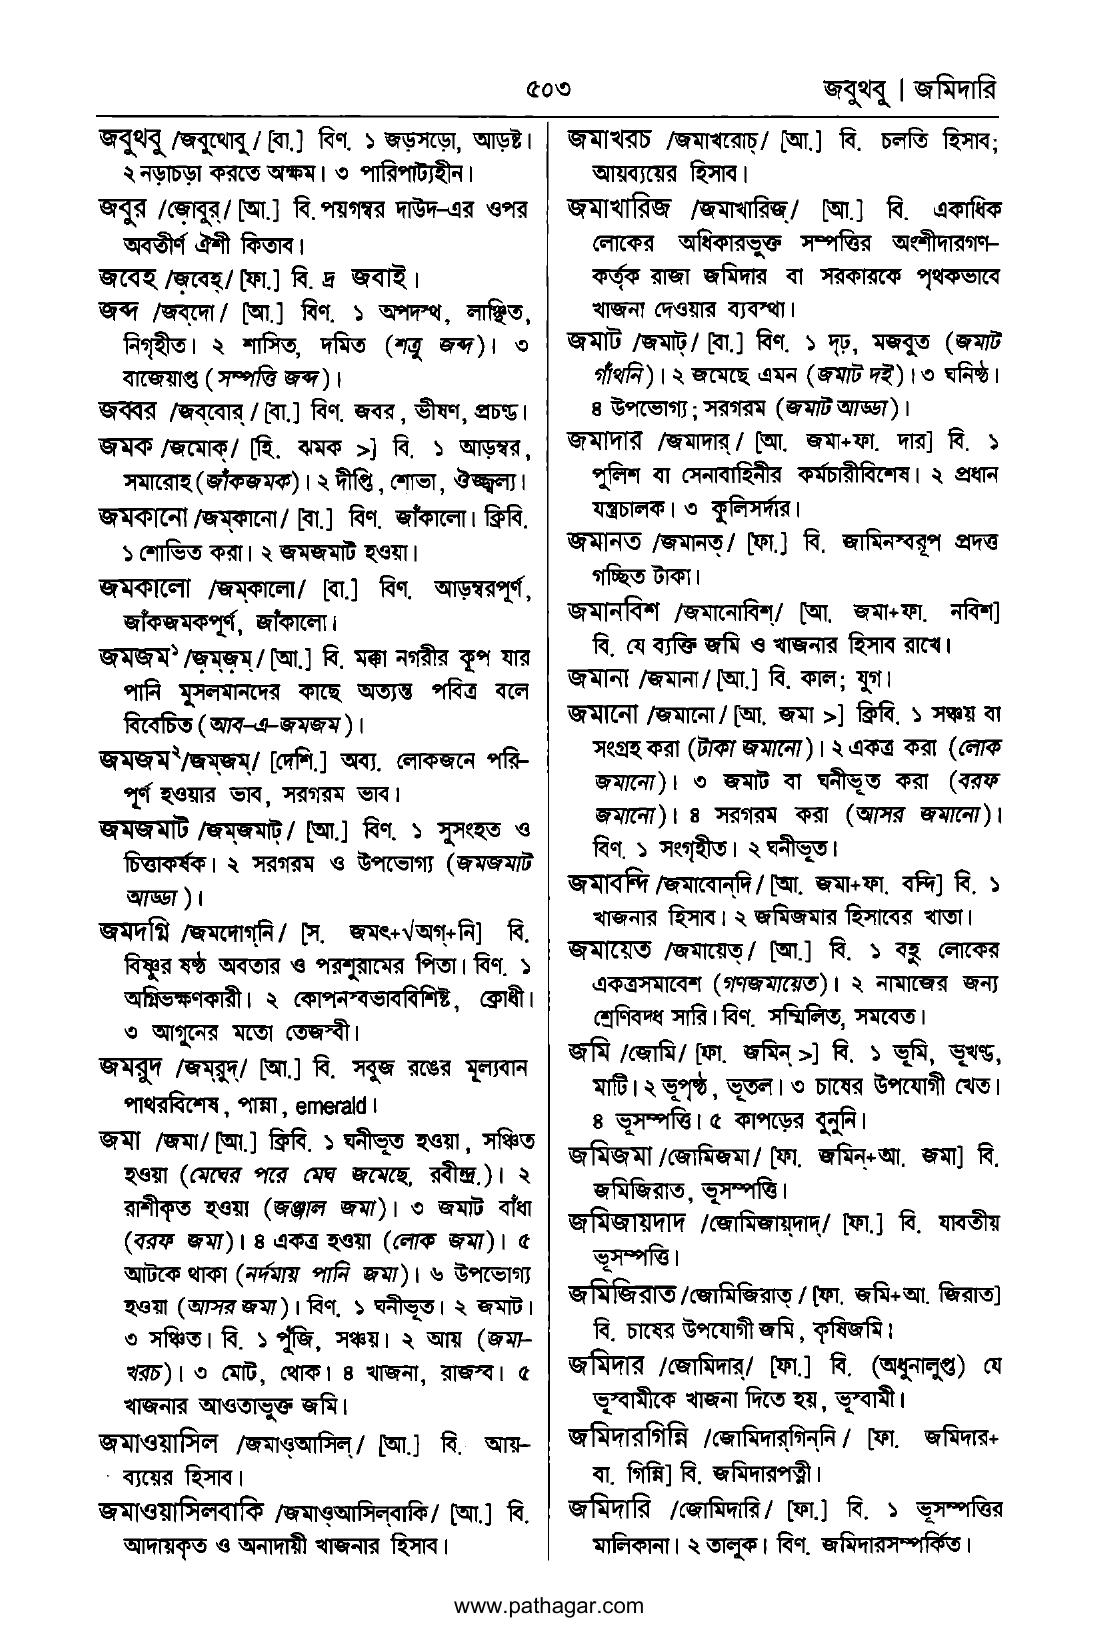 ৫০৩
জবুথবু | জমিদারি
জবুথবু /জবুথোবু/ [বা.] বিণ. ১ জড়সড়ো, আড়ষ্ট।
২ নড়াচড়া করতে অক্ষম। ৩ পারিপাট্যহীন।
জবুর /জ়োবুর্/ [আ.] বি. পয়গম্বর দাউদ-এর ওপর
অবতীর্ণ ঐশী কিতাব।
জবেহ /জ়বেহ্/ [ফা.] বি. দ্র জবাই।
জব্দ /জব্‌দো/ [আ.] বিণ. ১ অপদস্থ, লাঞ্ছিত,
নিগৃহীত। ২ শাসিত, দমিত (শত্রু জব্দ)। ৩
বাজেয়াপ্ত (সম্পত্তি জব্দ)।
জব্বর /জব্‌বোর্/ [বা.] বিণ. জবর, ভীষণ, প্রচণ্ড।
জমক /জমোক্/ [হি. ঝমক >] বি. ১ আড়ম্বর,
সমারোহ (জাঁকজমক)। ২ দীপ্তি, শোভা, ঔজ্জ্বল্য।
জমকানো /জম্‌কানো/ [বা.] বিণ. জাঁকালো। ক্রিবি.
১ শোভিত করা। ২ জমজমাট হওয়া।
জমকালো /জম্‌কালো/ [বা.] বিণ. আড়ম্বরপূর্ণ,
জাঁকজমকপূর্ণ, জাঁকালো।
জমজম১ /জ়ম্‌জ়ম্/ [আ.] বি. মক্কা নগরীর কূপ যার
পানি মুসলমানদের কাছে অত্যন্ত পবিত্র বলে
বিবেচিত (আব-এ-জমজম)।
জমজম২ /জম্‌জম্/ [দেশি.] অব্য. লোকজনে পরি-
পূর্ণ হওয়ার ভাব, সরগরম ভাব।
জমজমাট /জম্‌জমাট্/ [আ.] বিণ. ১ সুসংহত ও
চিত্তাকর্ষক। ২ সরগরম ও উপভোগ্য (জমজমাট
আড্ডা)।
জমদগ্নি /জমদোগ্‌নি/ [স. জমৎ+√অগ্+নি] বি.
বিষ্ণুর ষষ্ঠ অবতার ও পরশুরামের পিতা। বিণ. ১
অগ্নিভক্ষণকারী। ২ কোপনস্বভাববিশিষ্ট, ক্রোধী।
৩ আগুনের মতো তেজস্বী।
জমরুদ /জম্‌রুদ্/ [আ.] বি. সবুজ রঙের মূল্যবান
পাথরবিশেষ, পান্না, emerald।
জমা /জমা/ [আ.] ক্রিবি. ১ ঘনীভূত হওয়া, সঞ্চিত
হওয়া (মেঘের পরে মেঘ জমেছে, রবীন্দ্র.)। ২
রাশীকৃত হওয়া (জঞ্জাল জমা)। ৩ জমাট বাঁধা
(বরফ জমা)। ৪ একত্র হওয়া (লোক জমা)। ৫
আটকে থাকা (নর্দমায় পানি জমা)। ৬ উপভোগ্য
হওয়া (আসর জমা)। বিণ. ১ ঘনীভূত। ২ জমাট।
৩ সঞ্চিত। বি. ১ পুঁজি, সঞ্চয়। ২ আয় (জমা-
খরচ)। ৩ মোট, থোক। ৪ খাজনা, রাজস্ব। ৫
খাজনার আওতাভুক্ত জমি।
জমাওয়াসিল /জমাও্আসিল্/ [আ.] বি. আয়-
ব্যয়ের হিসাব।
জমাওয়াসিলবাকি /জমাও্আসিল্‌বাকি/ [আ.] বি.
আদায়কৃত ও অনাদায়ী খাজনার হিসাব।
জমাখরচ /জমাখরোচ্/ [আ.] বি. চলতি হিসাব;
আয়ব্যয়ের হিসাব।
জমাখারিজ /জমাখারিজ্/ [আ.] বি. একাধিক
লোকের অধিকারভুক্ত সম্পত্তির অংশীদারগণ-
কর্তৃক রাজা জমিদার বা সরকারকে পৃথকভাবে
খাজনা দেওয়ার ব্যবস্থা।
জমাট /জমাট্/ [বা.] বিণ. ১ দৃঢ়, মজবুত (জমাট
গাঁথনি)। ২ জমেছে এমন (জমাট দই)। ৩ ঘনিষ্ঠ।
৪ উপভোগ্য; সরগরম (জমাট আড্ডা)।
জমাদার /জমাদার্/ [আ. জমা+ফা. দার] বি. ১
পুলিশ বা সেনাবাহিনীর কর্মচারীবিশেষ। ২ প্রধান
যন্ত্রচালক। ৩ কুলিসর্দার।
জমানত /জমানত্/ [ফা.] বি. জামিনস্বরূপ প্রদত্ত
গচ্ছিত টাকা।
জমানবিশ /জমানোবিশ্/ [আ. জমা+ফা. নবিশ]
বি. যে ব্যক্তি জমি ও খাজনার হিসাব রাখে।
জমানা /জমানা/ [আ.] বি. কাল; যুগ।
জমানো /জমানো/ [আ. জমা >] ক্রিবি. ১ সঞ্চয় বা
সংগ্রহ করা (টাকা জমানো)। ২ একত্র করা (লোক
জমানো)। ৩ জমাট বা ঘনীভূত করা (বরফ
জমানো)। ৪ সরগরম করা (আসর জমানো)।
বিণ. ১ সংগৃহীত। ২ ঘনীভূত।
জমাবন্দি /জমাবোন্‌দি/ [আ. জমা+ফা. বন্দি] বি. ১
খাজনার হিসাব। ২ জমিজমার হিসাবের খাতা।
জমায়েত /জমায়েত্/ [আ.] বি. ১ বহু লোকের
একত্রসমাবেশ (গণজমায়েত)। ২ নামাজের জন্য
শ্রেণিবদ্ধ সারি। বিণ. সম্মিলিত, সমবেত।
জমি /জোমি/ [ফা. জমিন্ >] বি. ১ ভূমি, ভূখণ্ড,
মাটি। ২ ভূপৃষ্ঠ, ভূতল। ৩ চাষের উপযোগী খেত।
৪ ভূসম্পত্তি। ৫ কাপড়ের বুনুনি।
জমিজমা /জোমিজমা/ [ফা. জমিন্+আ. জমা] বি.
জমিজিরাত, ভূসম্পত্তি।
জমিজায়দাদ /জোমিজায়্‌দাদ্/ [ফা.] বি. যাবতীয়
ভূসম্পত্তি।
জমিজিরাত /জোমিজিরাত্/ [ফা. জমি+আ. জিরাত]
বি. চাষের উপযোগী জমি, কৃষিজমি।
জমিদার /জোমিদার্/ [ফা.] বি. (অধুনালুপ্ত) যে
ভূস্বামীকে খাজনা দিতে হয়, ভূস্বামী।
জমিদারগিন্নি /জোমিদার্‌গিন্‌নি/ [ফা. জমিদার+
বা. গিন্নি] বি. জমিদারপত্নী।
জমিদারি /জোমিদারি/ [ফা.] বি. ১ ভূসম্পত্তির
মালিকানা। ২ তালুক। বিণ. জমিদারসম্পর্কিত।
www.pathagar.com